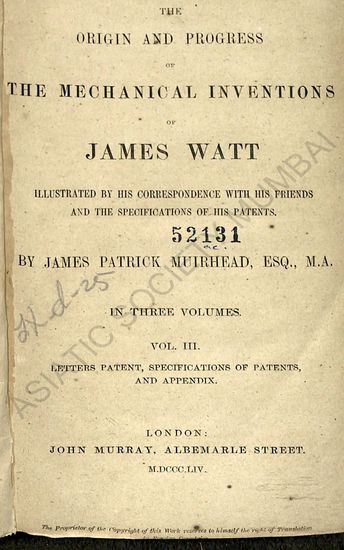 THE
ORIGIN AND PROGRESS
OF
THE MECHANICAL INVENTIONS
OF
JAMES WATT
ILLUSTRATED BY HIS CORRESPONDENCE WITH HIS FRIENDS
AND THE SPECIFICATIONS OF HIS PATENTS.
52131
BY JAMES PATRICK MUIRHEAD, ESQ., M.A.
IN THREE VOLUMES.
VOL. III.
LETTERS PATENT, SPECIFICATIONS OF PATENTS,
AND APPENDIX.
LONDON:
JOHN MURRAY, ALBEMARLE STREET.
M.DCCC.LIV.
The Proprietor of the Copyright of this Work reserves to himself the right of Translation
ASIATIC SOCIETY MUMBAI